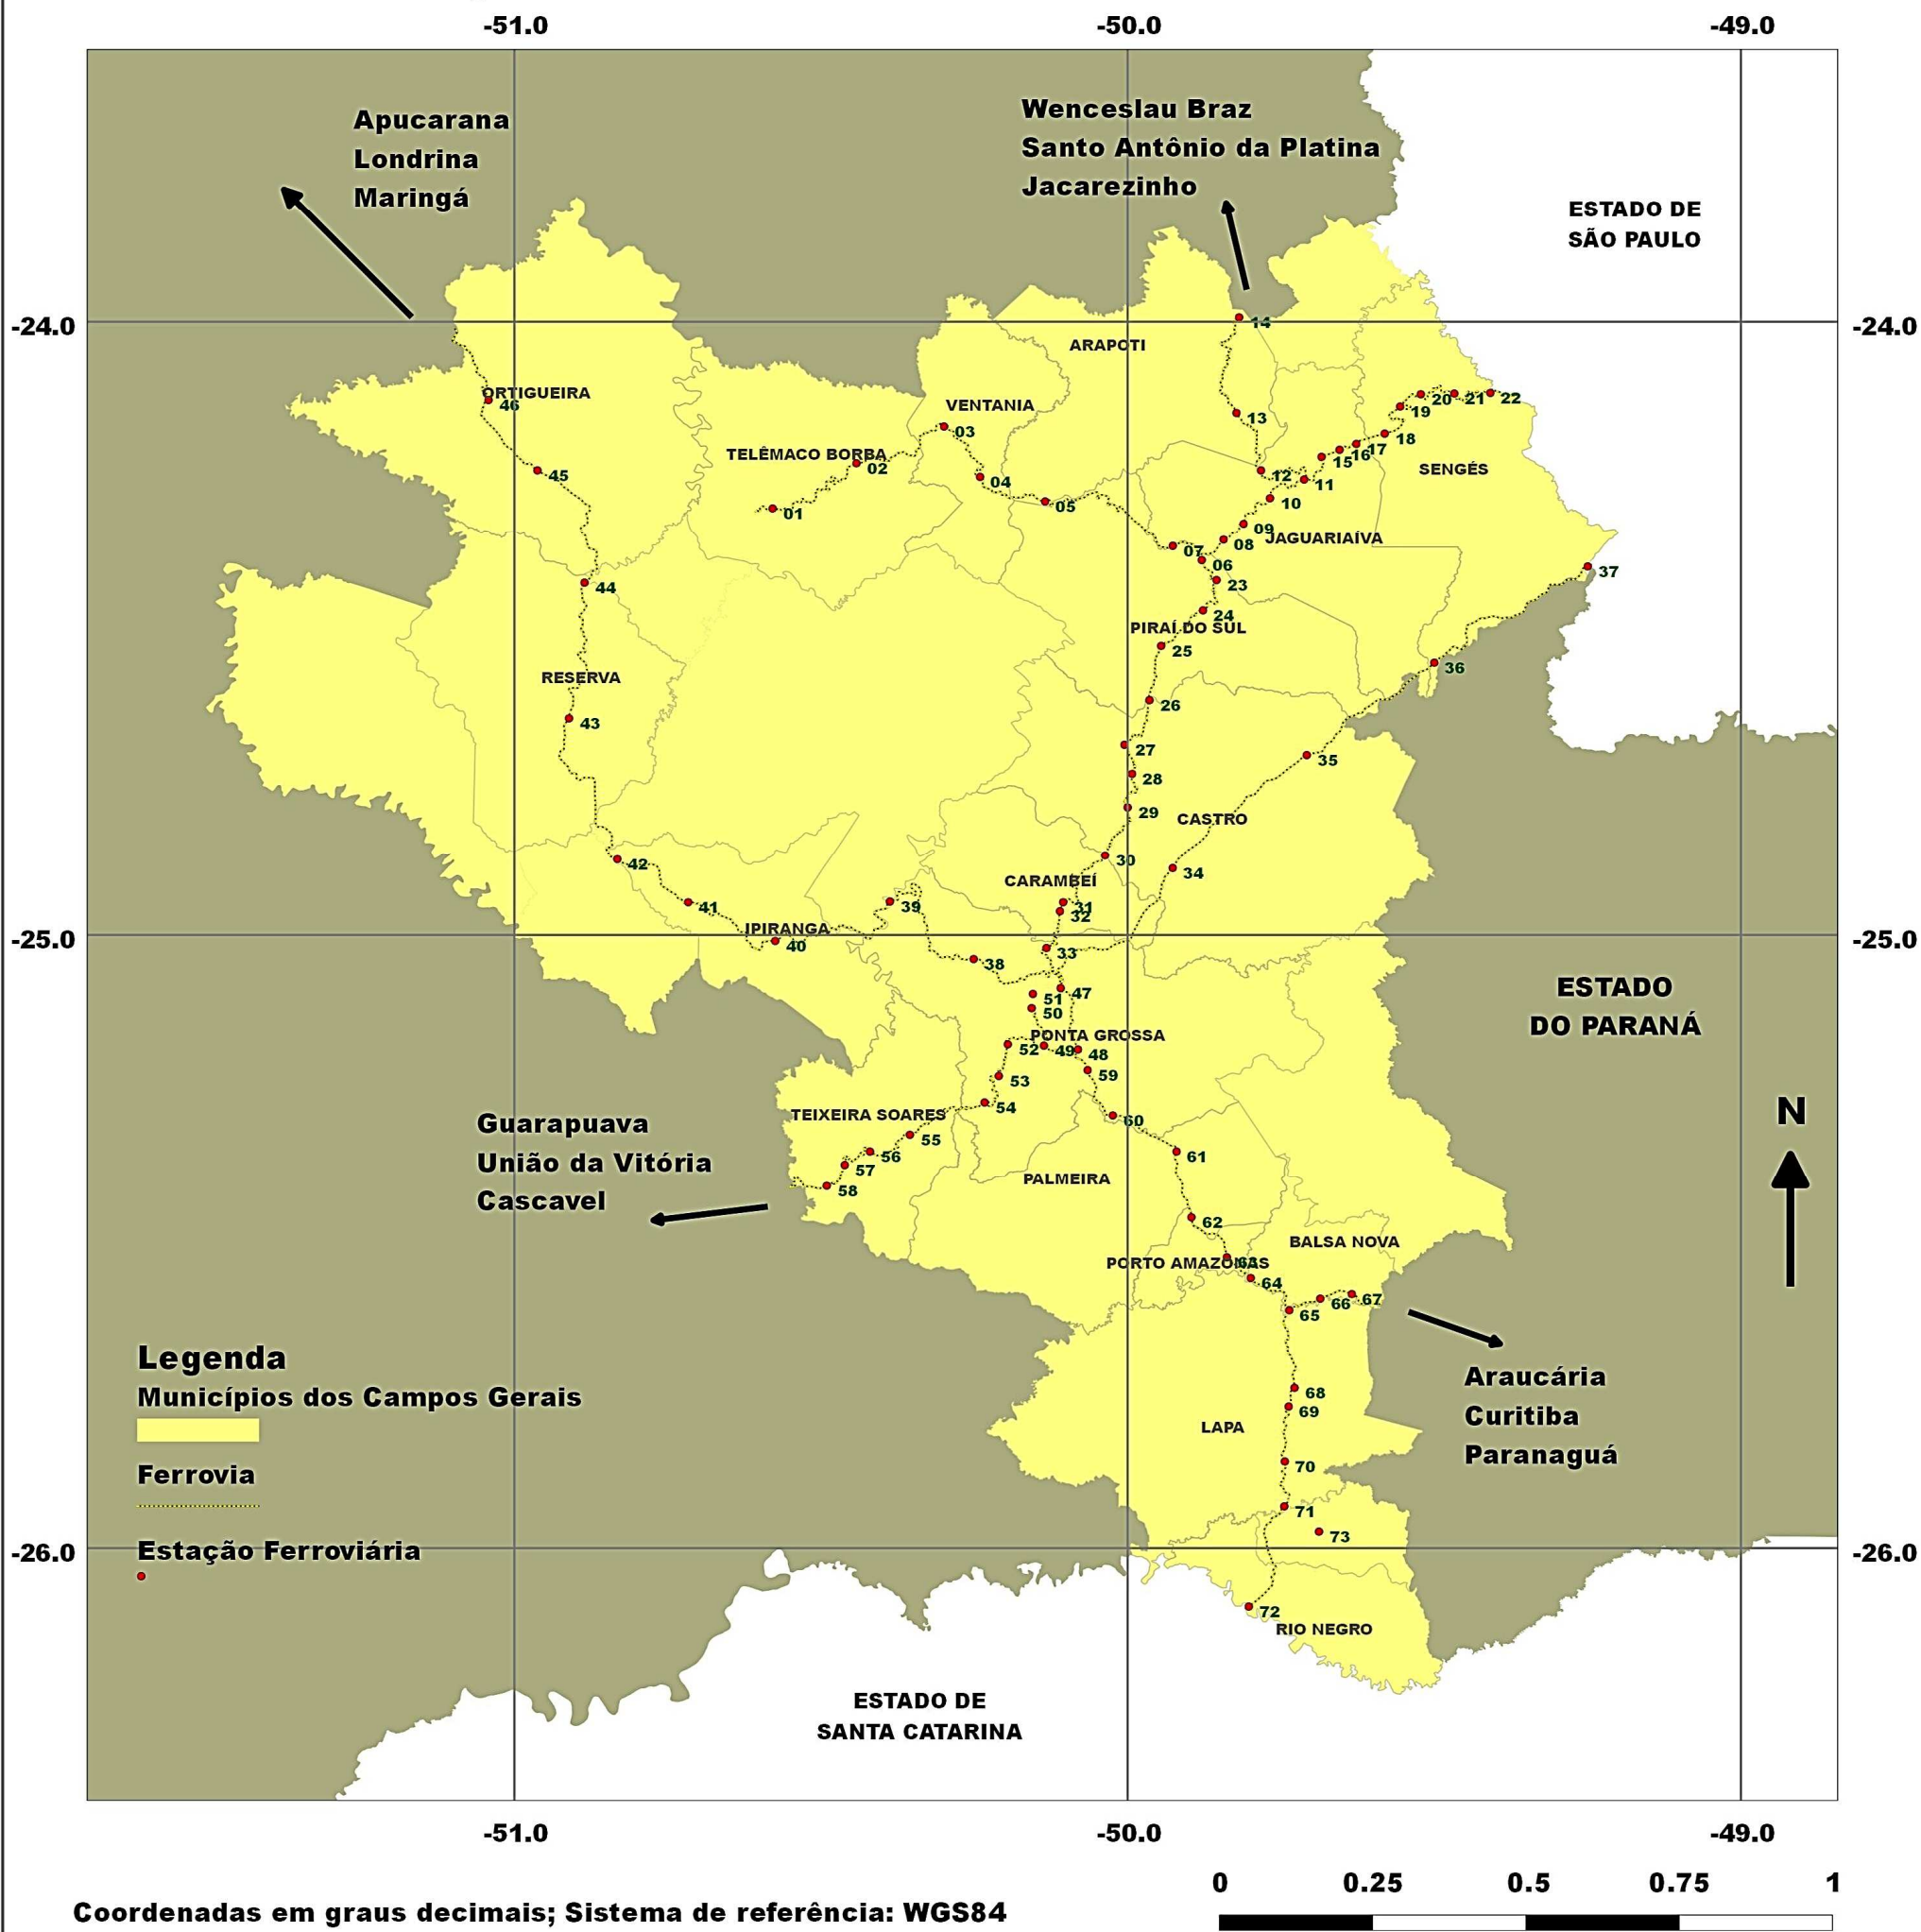 -51.0 -50.0 -49.0
Apucarana
Londrina
Maringá
Wenceslau Braz
Santo Antônio da Platina
Jacarezinho
ESTADO DE
SÃO PAULO
-24.0 -24.0
14
ARAPOTI
ORTIGUEIRA
46
VENTANIA
03
13
19 20 21 22
18
17
16
15
SENGÉS
TELÊMACO BORBA
02
45
04
12
11
10
01
05
09
JAGUARIAÍVA
08
07
06
37
44
23
24
PIRAÍ DO SUL
25
36
RESERVA
43
26
27
35
28
29
CASTRO
30
42
34
CARAMBEÍ
41
39
31
32
IPIRANGA
40
-25.0 -25.0
33
38
47
51
50
ESTADO
DO PARANÁ
PONTA GROSSA
52 49 48
59
53
54
TEIXEIRA SOARES
60
N
Guarapuava
União da Vitória
Cascavel
55
56
57
58
61
PALMEIRA
62
BALSA NOVA
PORTO AMAZONAS
63
64
65 66 67
Legenda
Municípios dos Campos Gerais
Ferrovia
Estação Ferroviária
Araucária
Curitiba
Paranaguá
68
69
LAPA
70
71
73
-26.0 -26.0
72
RIO NEGRO
ESTADO DE
SANTA CATARINA
-51.0 -50.0 -49.0
0 0.25 0.5 0.75 1
Coordenadas em graus decimais; Sistema de referência: WGS84